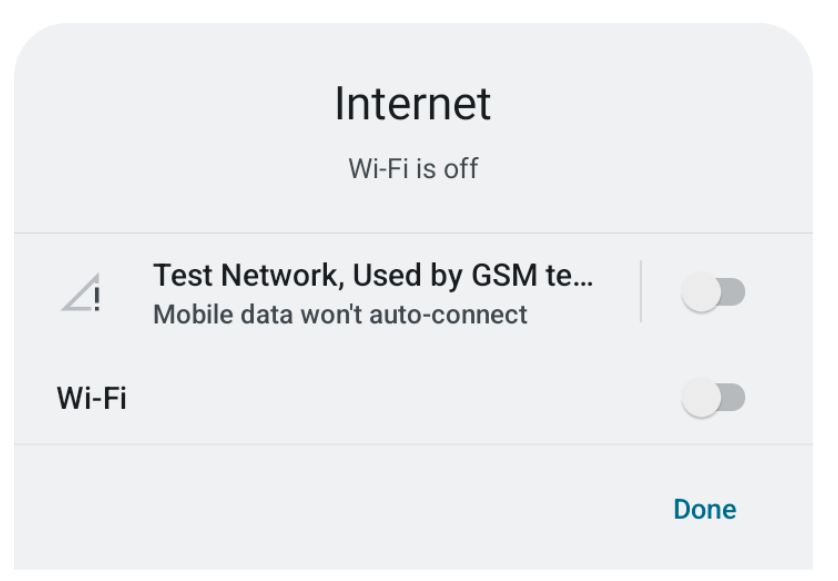 Internet
Wi-Fi is off
Test Network, Used by GSM te...
Mobile data won't auto-connect
Wi-Fi
Done